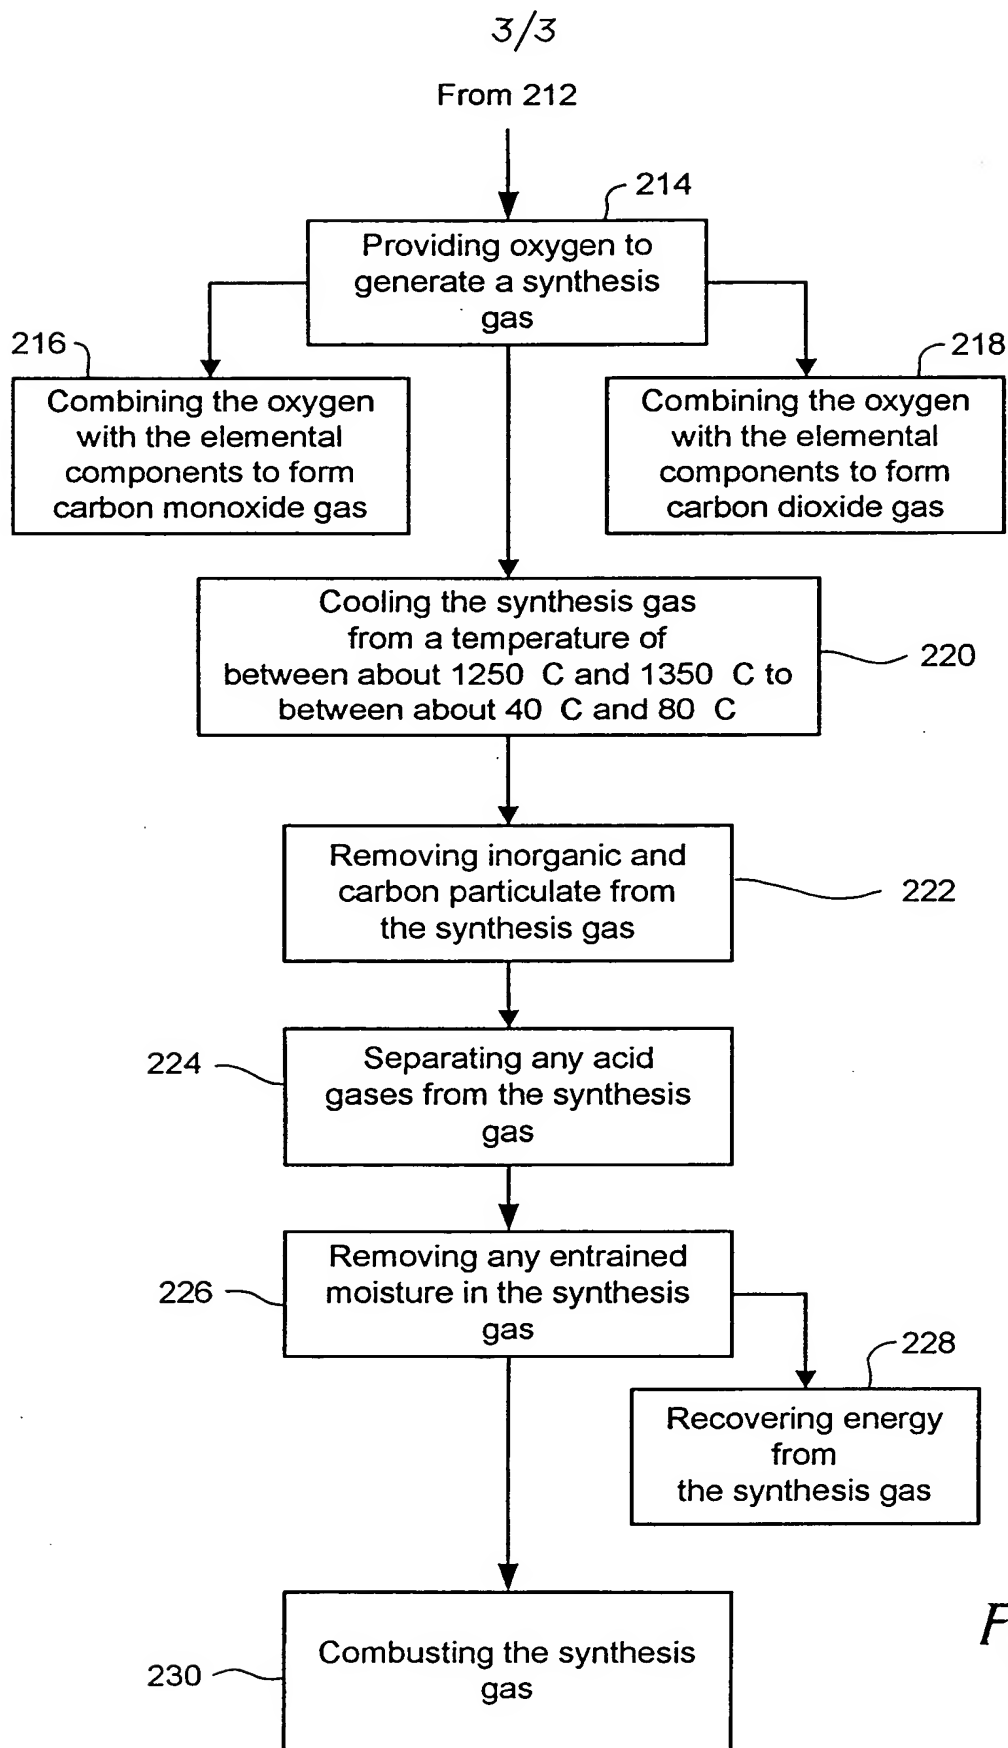 3/3
From 212
214
Providing oxygen to
generate a synthesis
gas
216
Combining the oxygen
with the elemental
components to form
carbon monoxide gas
218
Combining the oxygen
with the elemental
components to form
carbon dioxide gas
Cooling the synthesis gas
from a temperature of
between about 1250 C and 1350 C to
between about 40 C and 80 C
220
Removing inorganic and
carbon particulate from
the synthesis gas
222
224
Separating any acid
gases from the synthesis
gas
226
Removing any entrained
moisture in the synthesis
gas
228
Recovering energy
from
the synthesis gas
230
Combusting the synthesis
gas